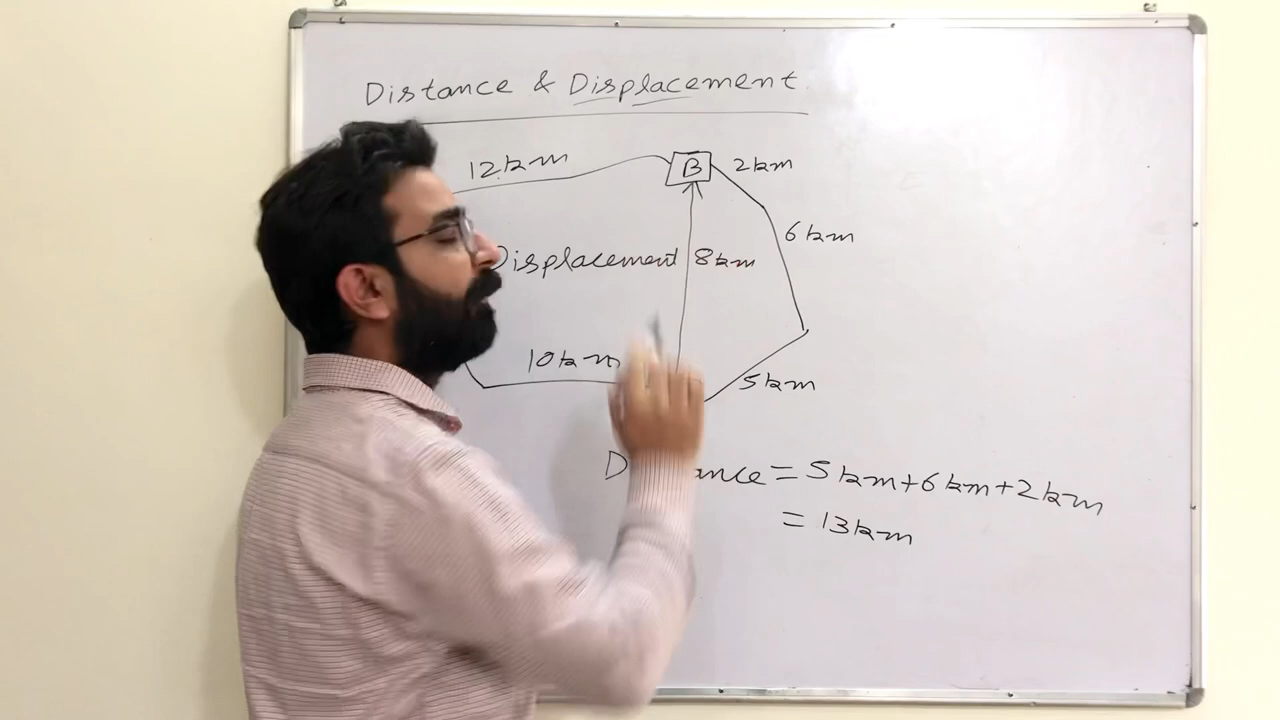 Distance & Displacement
12km
B
2km
6km
Displacement 8km
10km
5km
= 5km+6km+2km
= 13km